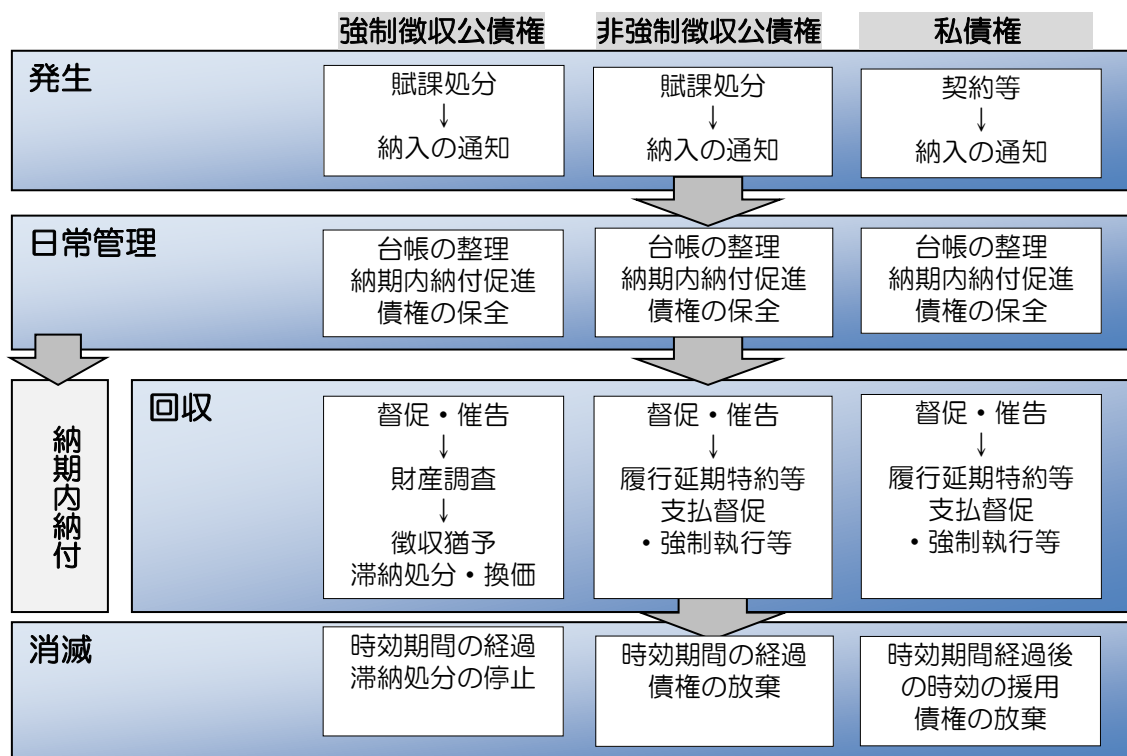 強制徴収公債権
非強制徴収公債権
私債権
発生
賦課処分
↓
納入の通知
賦課処分
↓
納入の通知
契約等
↓
納入の通知
日常管理
台帳の整理
納期内納付促進
債権の保全
台帳の整理
納期内納付促進
債権の保全
台帳の整理
納期内納付促進
債権の保全
納期内納付
回収
督促・催告
↓
財産調査
↓
徴収猶予
滞納処分・換価
督促・催告
↓
履行延期特約等
支払督促
・強制執行等
督促・催告
↓
履行延期特約等
支払督促
・強制執行等
消滅
時効期間の経過
滞納処分の停止
時効期間の経過
債権の放棄
時効期間経過後
の時効の援用
債権の放棄